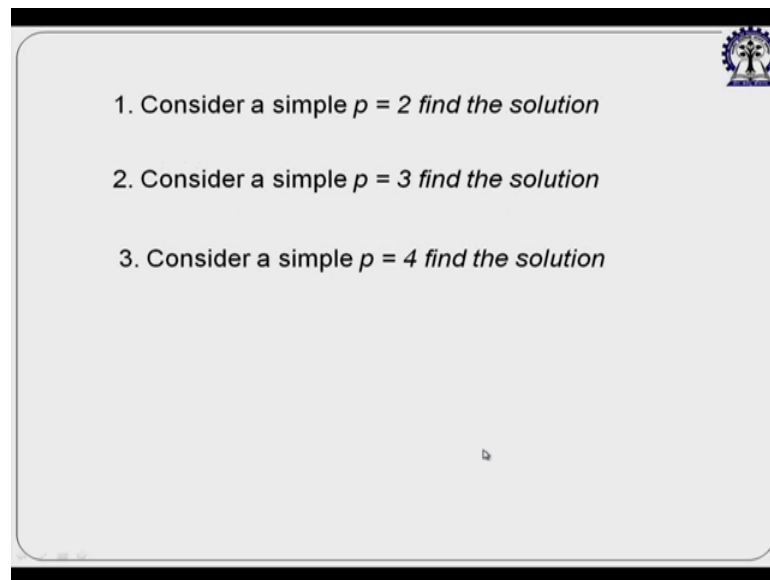 1. Consider a simple p = 2 find the solution
2. Consider a simple p = 3 find the solution
3. Consider a simple p = 4 find the solution